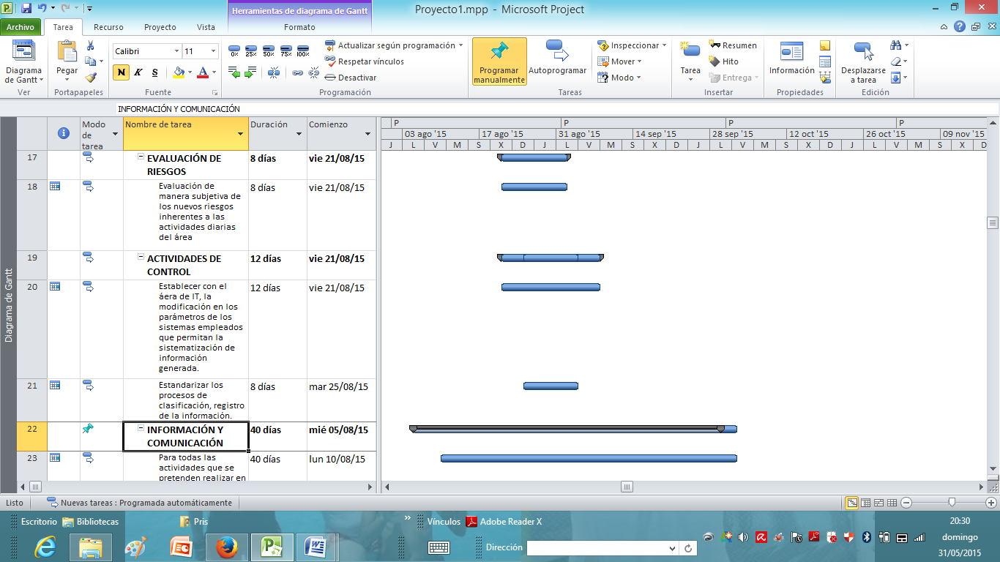 Herramientas de diagrama de Gantt
Proyecto1.mpp - Microsoft Project
Archivo Tarea Recurso Proyecto Vista Formato
Diagrama de Gantt
Ver
Pegar
Portapapeles
Calibri 11
N K S
A
Fuente
0% 25% 50% 75% 100%
Actualizar según programación
Respetar vínculos
Desactivar
Programación
Programar manualmente
Autoprogramar
Inspeccionar
Mover
Modo
Tareas
Tarea
Resumen
Hito
Entrega
Insertar
Información
Propiedades
Desplazarse a tarea
Edición
INFORMACIÓN Y COMUNICACIÓN
Modo de tarea
Nombre de tarea
Duración
Comienzo
P P P P
03 ago '15 17 ago '15 31 ago '15 14 sep '15 28 sep '15 12 oct '15 26 oct '15 09 nov '15
J L V M S X D J L V M S X D J L V M S X D J L V M S X D
Diagrama de Gantt
17 EVALUACIÓN DE 8 días vie 21/08/15
RIESGOS
18 Evaluación de 8 días vie 21/08/15
manera subjetiva de
los nuevos riesgos
inherentes a las
actividades diarias
del área
19 ACTIVIDADES DE 12 días vie 21/08/15
CONTROL
20 Establecer con el 12 días vie 21/08/15
áera de IT, la
modificación en los
parámetros de los
sistemas empleados
que permitan la
sistematización de
información
generada.
21 Estandarizar los 8 días mar 25/08/15
procesos de
clasificación, registro
de la información.
22 INFORMACIÓN Y 40 días mié 05/08/15
COMUNICACIÓN
23 Para todas las 40 días lun 10/08/15
actividades que se
pretenden realizar en
Listo Nuevas tareas : Programada automáticamente
Escritorio Bibliotecas Pris » Vínculos Adobe Reader X
Dirección
20:30
domingo
31/05/2015